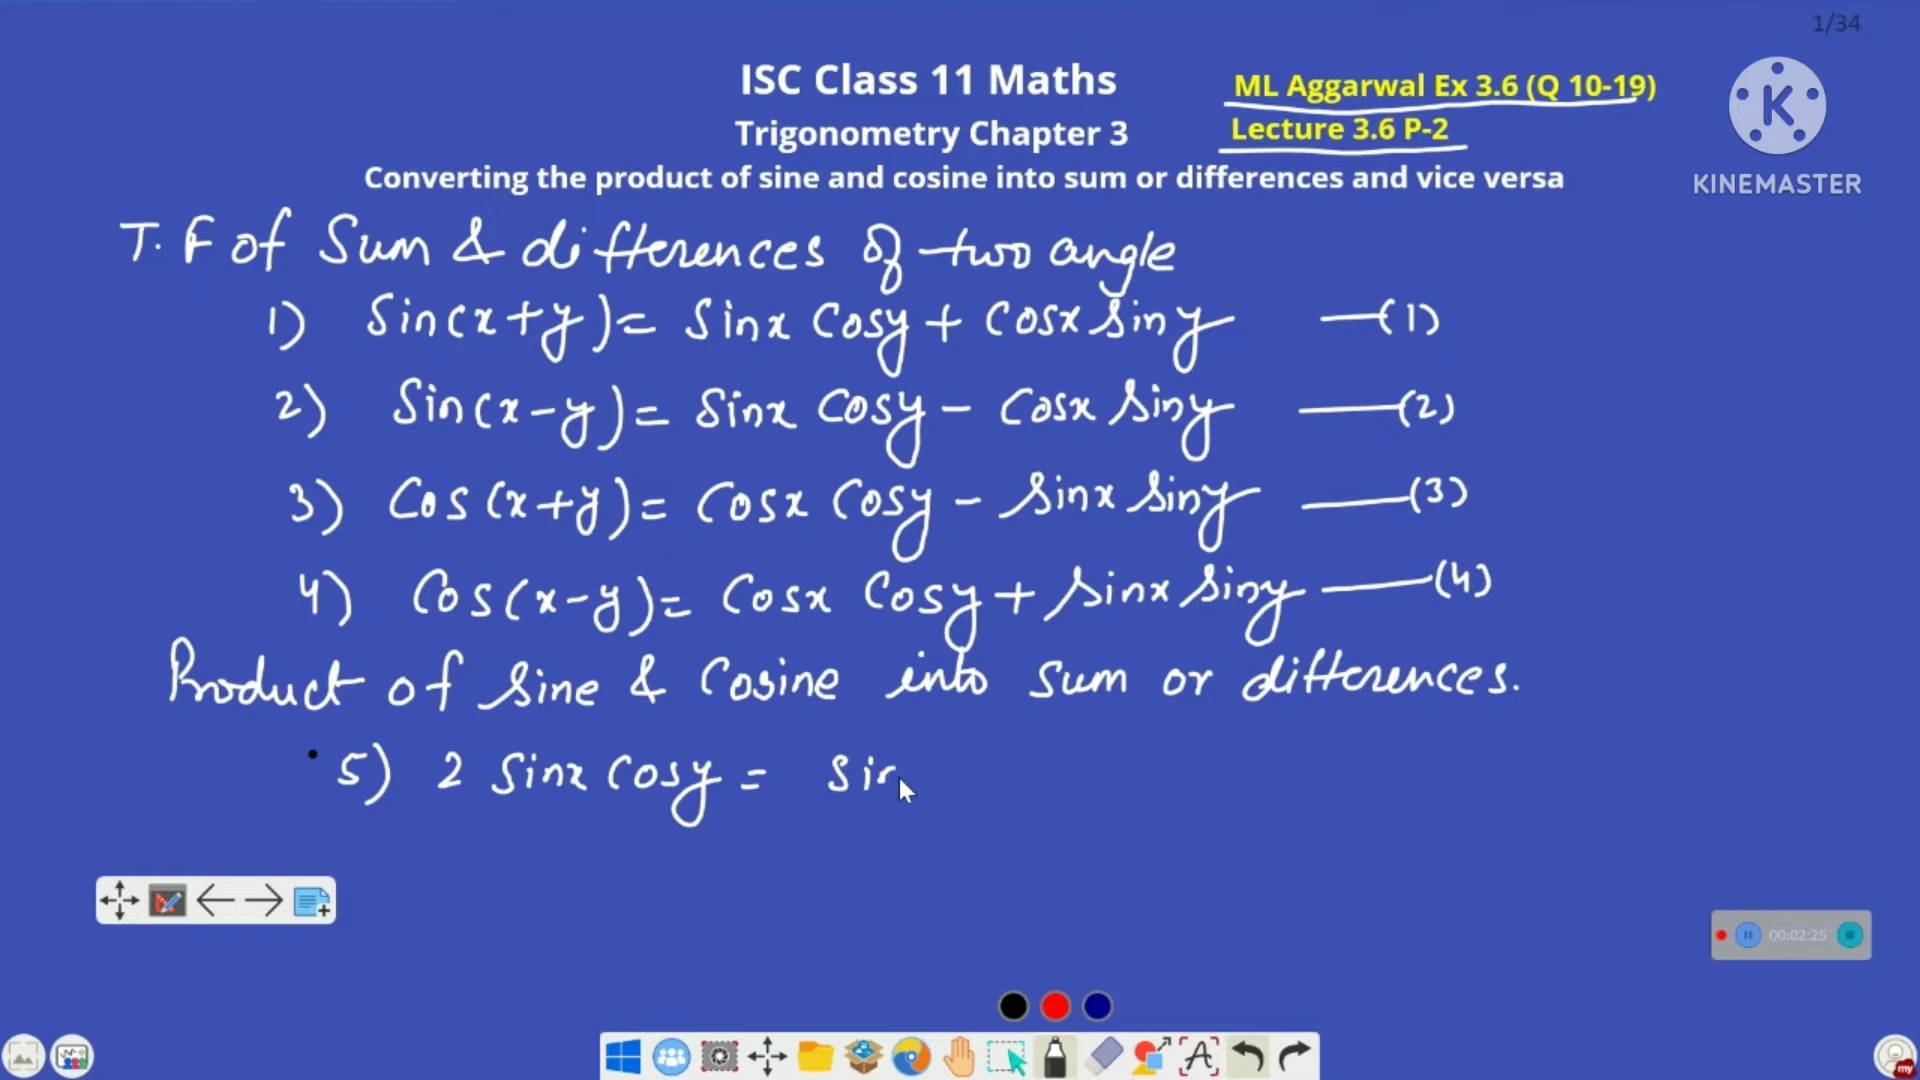 1/34
ISC Class 11 Maths
ML Aggarwal Ex 3.6 (Q 10-19)
Trigonometry Chapter 3
Lecture 3.6 P-2
K
KINEMASTER
Converting the product of sine and cosine into sum or differences and vice versa
T. F of Sum & differences of two angle
1) Sin(x+y)= Sinx Cosy + Cosx Siny —(1)
2) Sin(x-y)= Sinx Cosy - Cosx Siny —(2)
3) Cos(x+y)= Cosx Cosy - Sinx Siny —(3)
4) Cos(x-y)= Cosx Cosy + Sinx Siny —(4)
Product of Sine & Cosine into Sum or differences.
5) 2 Sinx Cosy = Sin
00:02:25
A
my